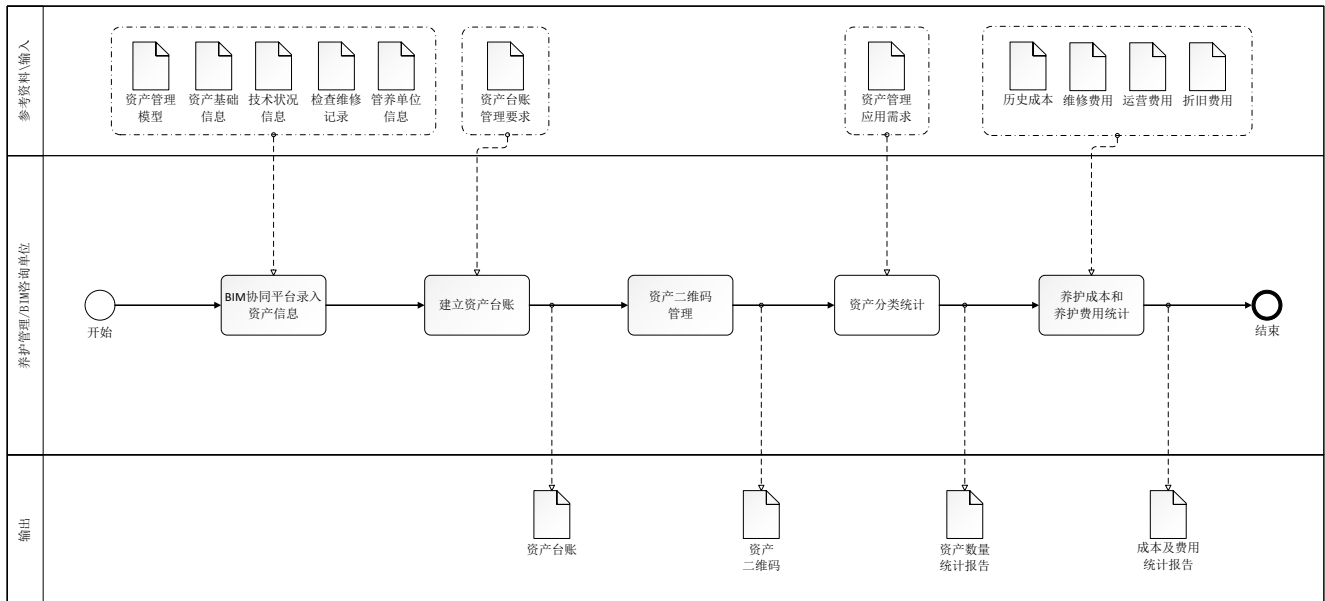 参考资料\输入
资产管理
模型
资产基础
信息
技术状况
信息
检查维修
记录
管养单位
信息
资产台账
管理要求
资产管理
应用需求
历史成本
维修费用
运营费用
折旧费用
养护管理/BIM咨询单位
开始
BIM协同平台录入
资产信息
建立资产台账
资产二维码
管理
资产分类统计
养护成本和
养护费用统计
结束
输出
资产台账
资产
二维码
资产数量
统计报告
成本及费用
统计报告